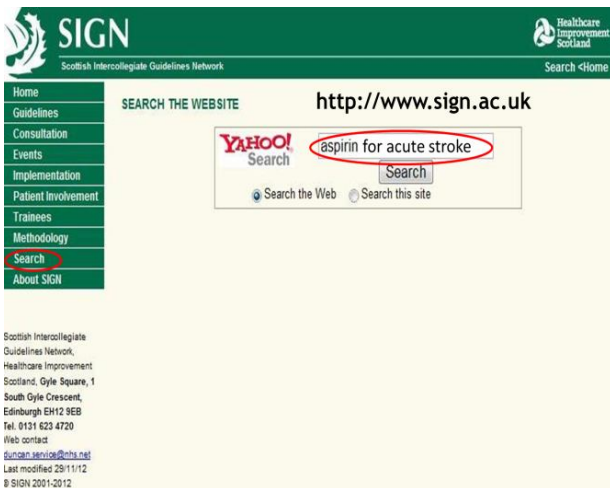 SIGN
Scottish Intercollegiate Guidelines Network
Healthcare
Improvement
Scotland
Search <Home
Home
Guidelines
Consultation
Events
Implementation
Patient Involvement
Trainees
Methodology
Search
About SIGN
SEARCH THE WEBSITE
http://www.sign.ac.uk
YAHOO!
Search
aspirin for acute stroke
Search
Search the Web
Search this site
Scottish Intercollegiate
Guidelines Network,
Healthcare Improvement
Scotland, Gyle Square, 1
South Gyle Crescent,
Edinburgh EH12 9EB
Tel. 0131 623 4720
Web contact
duncan.service@nhs.net
Last modified 29/11/12
© SIGN 2001-2012